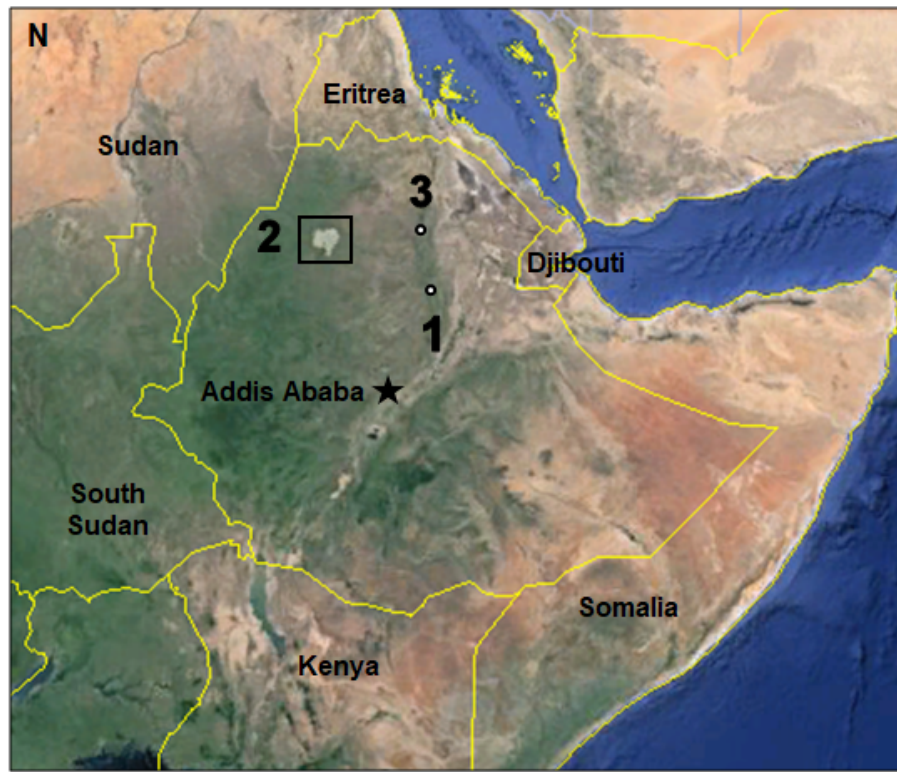 N
Eritrea
Sudan
3
2
Djibouti
1
Addis Ababa
South
Sudan
Somalia
Kenya